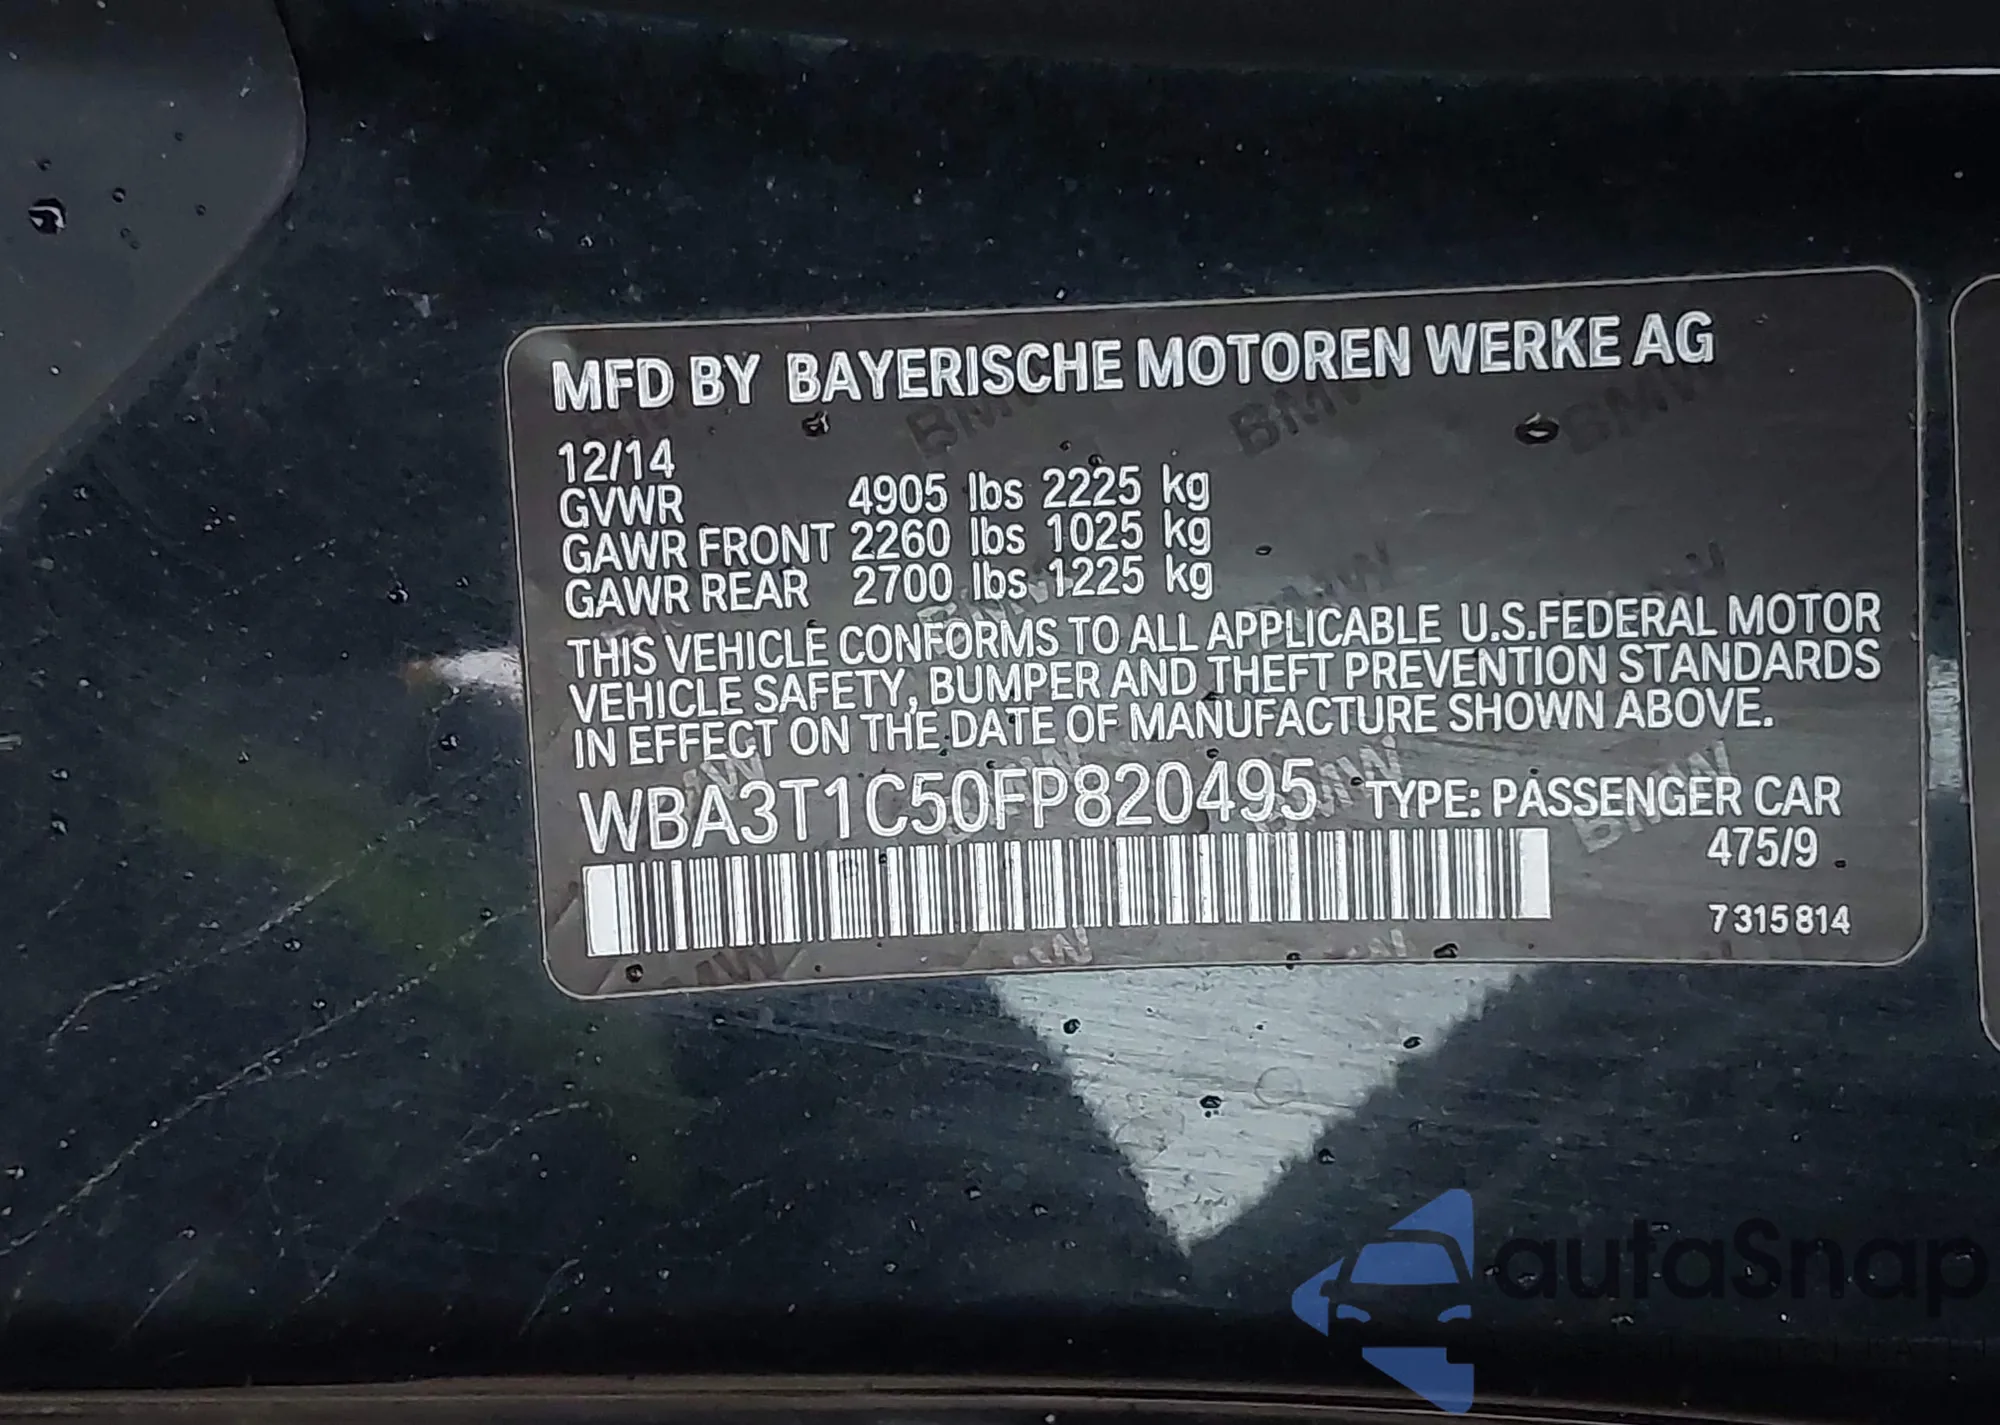 MFD BY BAYERISCHE MOTOREN WERKE AG
12/14
GVWR 4905 lbs 2225 kg
GAWR FRONT 2260 lbs 1025 kg
GAWR REAR 2700 lbs 1225 kg
THIS VEHICLE CONFORMS TO ALL APPLICABLE U.S.FEDERAL MOTOR
VEHICLE SAFETY, BUMPER AND THEFT PREVENTION STANDARDS
IN EFFECT ON THE DATE OF MANUFACTURE SHOWN ABOVE.
WBA3T1C50FP820495 TYPE: PASSENGER CAR
475/9
7315814
autaSnap